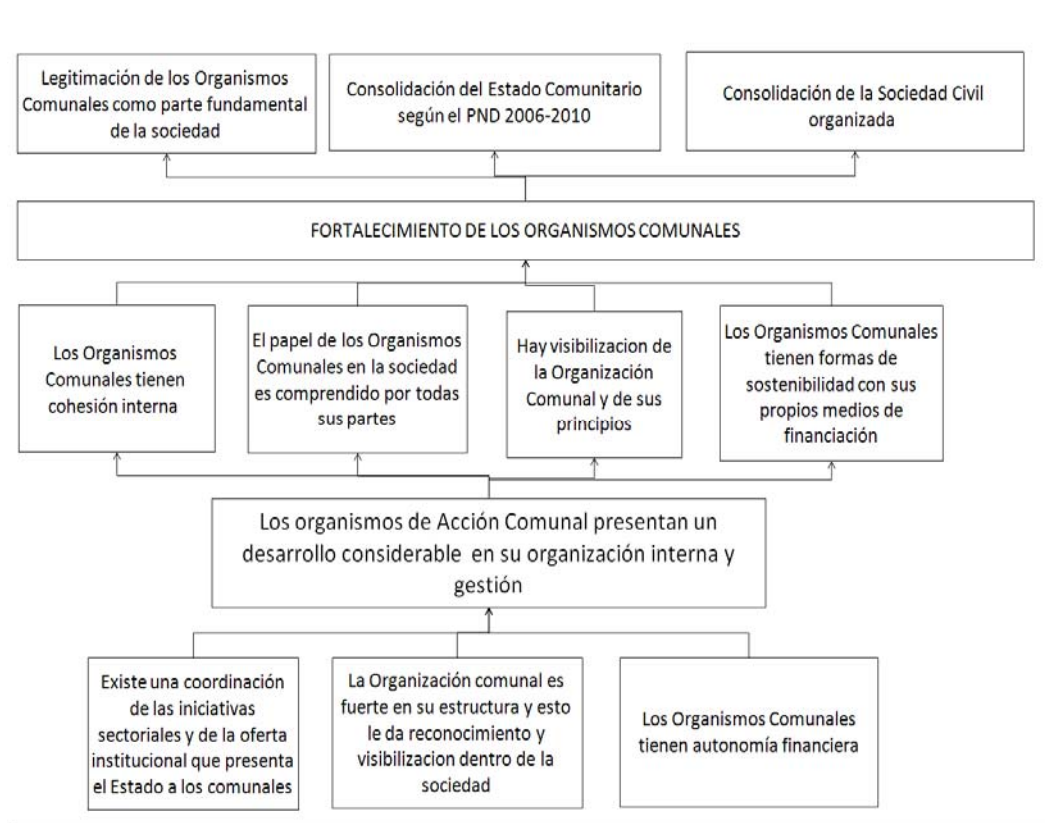 Legitimación de los Organismos
Comunales como parte fundamental
de la sociedad
Consolidación del Estado Comunitario
según el PND 2006-2010
Consolidación de la Sociedad Civil
organizada
FORTALECIMIENTO DE LOS ORGANISMOS COMUNALES
Los Organismos
Comunales tienen
cohesión interna
El papel de los Organismos
Comunales en la sociedad
es comprendido por todas
sus partes
Hay visibilizacion de
la Organización
Comunal y de sus
principios
Los Organismos Comunales
tienen formas de
sostenibilidad con sus
propios medios de
financiación
Los organismos de Acción Comunal presentan un
desarrollo considerable en su organización interna y
gestión
Existe una coordinación
de las iniciativas
sectoriales y de la oferta
institucional que presenta
el Estado a los comunales
La Organización comunal es
fuerte en su estructura y esto
le da reconocimiento y
visibilizacion dentro de la
sociedad
Los Organismos Comunales
tienen autonomía financiera